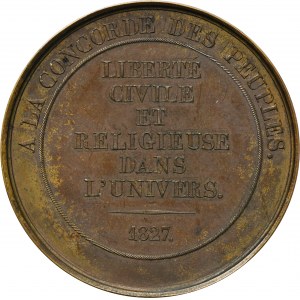 A LA CONCORDE DES PEUPLES.
LIBERTÉ
CIVILE
ET
RELIGIEUSE
DANS
L'UNIVERS.
1827.